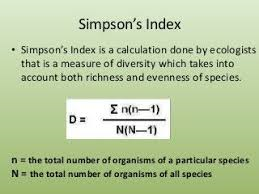 Simpson's Index
• Simpson's Index is a calculation done by ecologists
that is a measure of diversity which takes into
account both richness and evenness of species.
D = Σ n(n—1)
N(N—1)
n = the total number of organisms of a particular species
N = the total number of organisms of all species